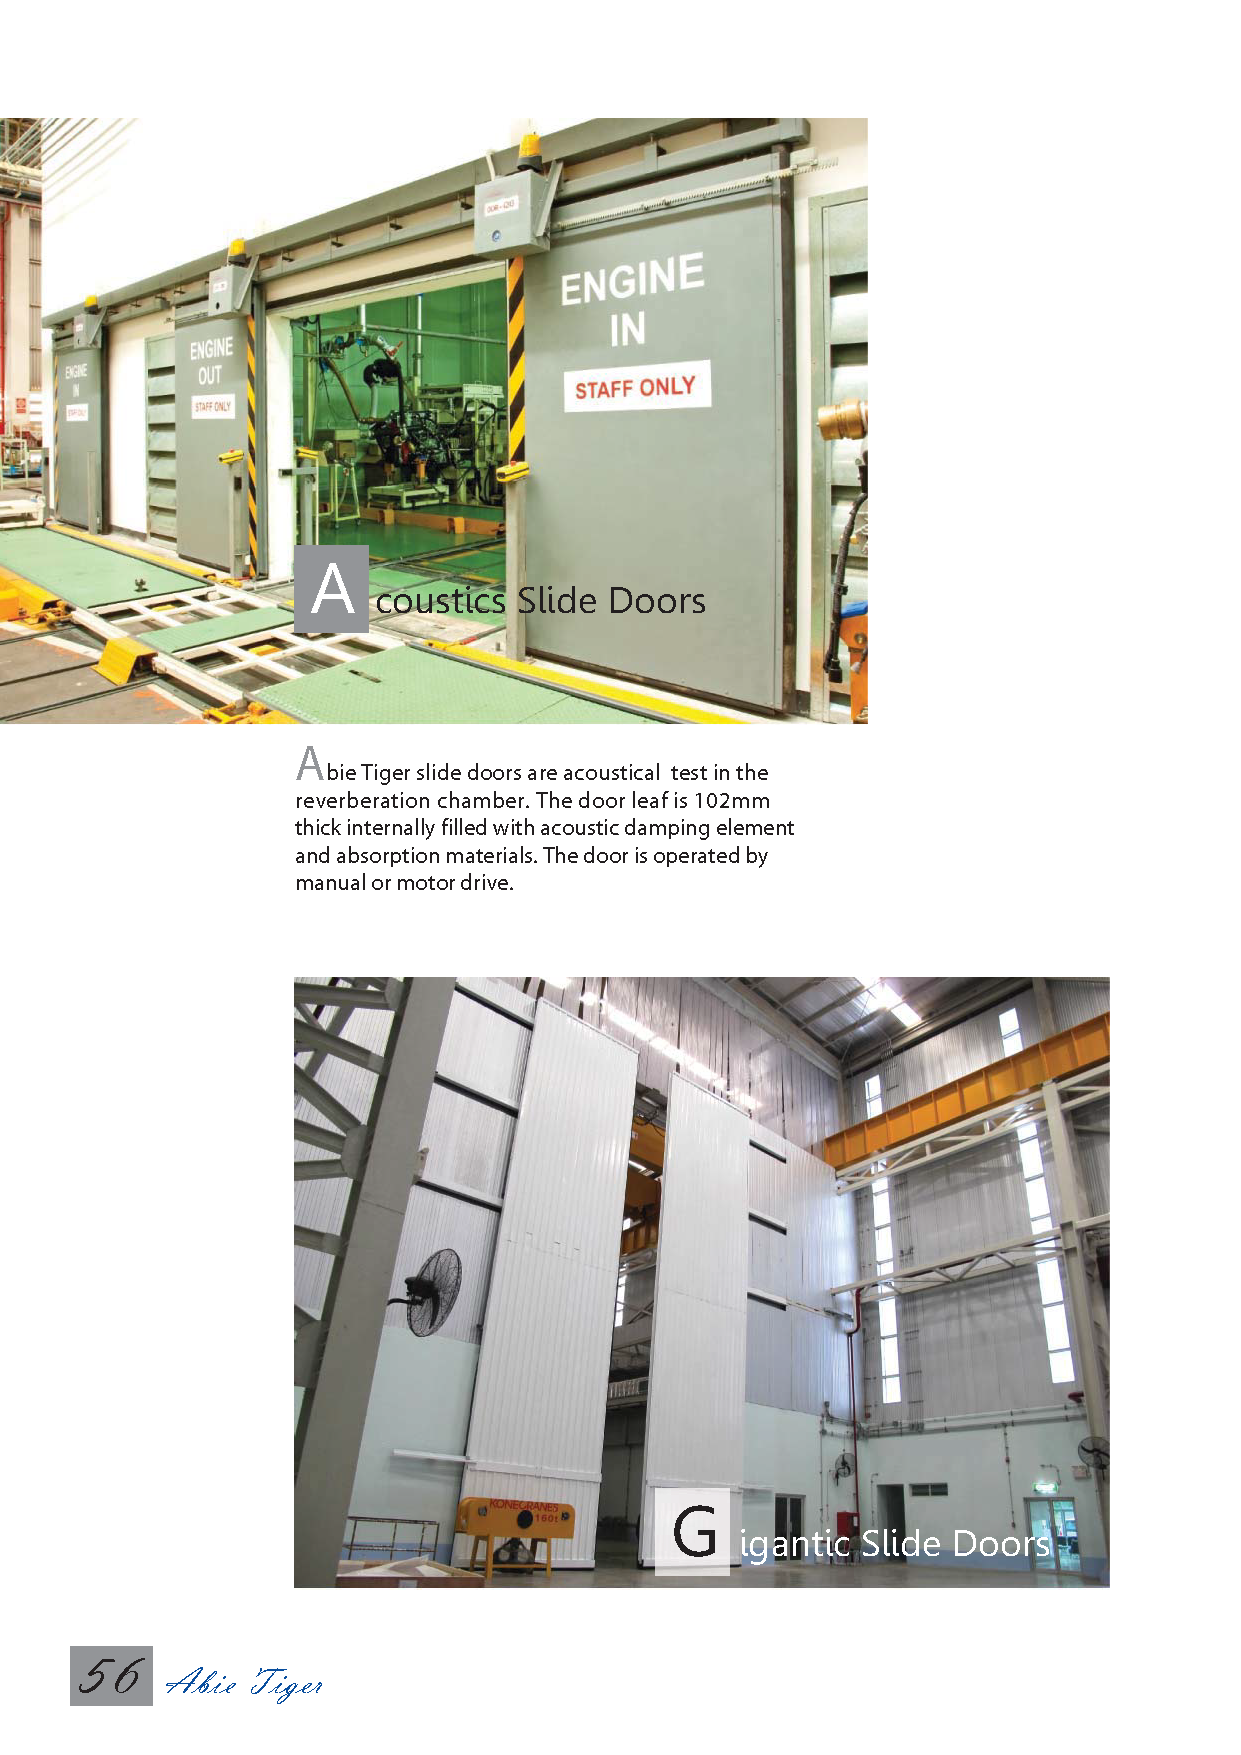 ENGINE
IN
STAFF ONLY
ENGINE
OUT
STAFF ONLY
ENGINE
IN
STAFF ONLY
Acoustics Slide Doors
Abie Tiger slide doors are acoustical  test in the
reverberation chamber. The door leaf is 102mm
thick internally filled with acoustic damping element
and absorption materials. The door is operated by
manual or motor drive.
KONECRANES
160t
Gigantic Slide Doors
56 Abie Tiger